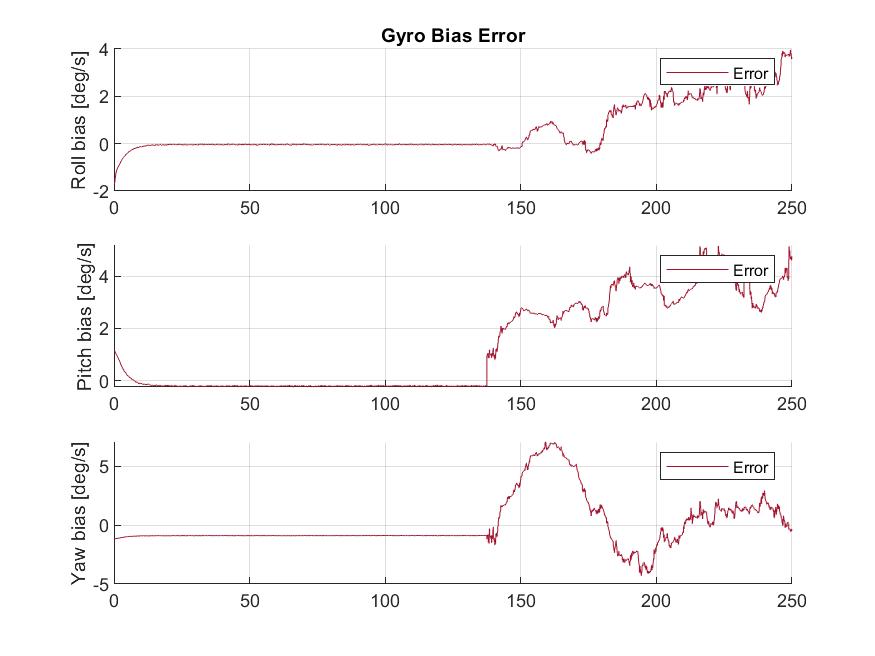 Gyro Bias Error
Roll bias [deg/s]
4
2
0
-2
Error
0 50 100 150 200 250
Pitch bias [deg/s]
4
2
0
Error
0 50 100 150 200 250
Yaw bias [deg/s]
5
0
-5
Error
0 50 100 150 200 250